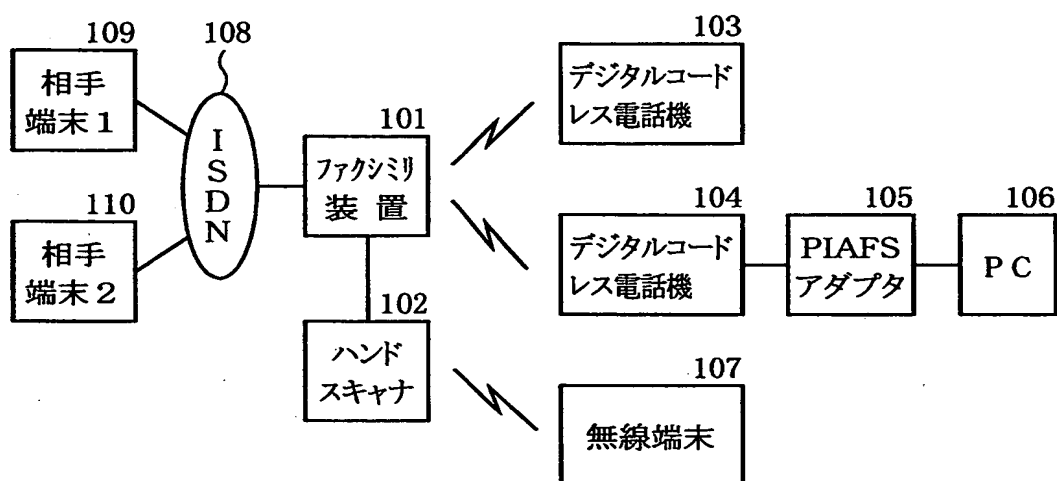 109
相手
端末1
108
ISDN
110
相手
端末2
101
ファクシミリ
装置
102
ハンド
スキャナ
103
デジタルコード
レス電話機
104
デジタルコード
レス電話機
105
PIAFS
アダプタ
106
PC
107
無線端末